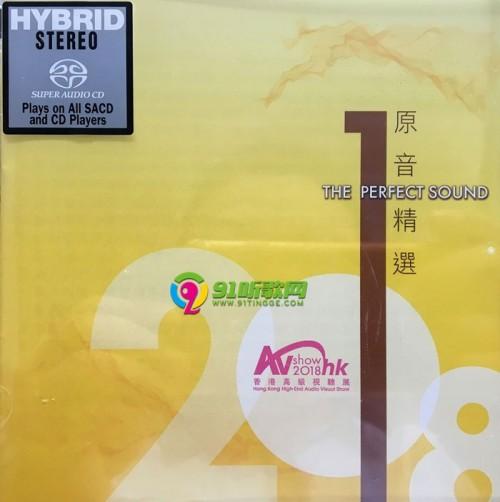 HYBRID
STEREO
SUPER AUDIO CD
Plays on All SACD
and CD Players
原音精選
THE PERFECT SOUND
2018
91听歌网
WWW.91TINGGE.COM
AV show 2018 hk
香港高級視聽展
Hong Kong High-End Audio Visual Show